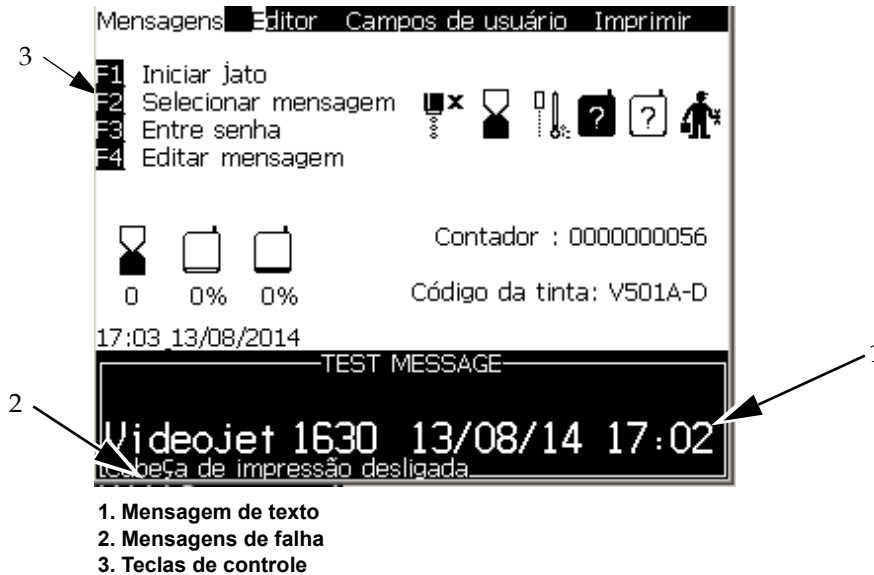 Mensagens Editor Campos de usuário Imprimir
3
F1 Iniciar jato
F2 Selecionar mensagem
F3 Entre senha
F4 Editar mensagem
? ?
Contador : 0000000056
0 0% 0%
Código da tinta: V501A-D
17:03 13/08/2014
TEST MESSAGE
1
2
Videojet 1630 13/08/14 17:02
de impressão desligada
1. Mensagem de texto
2. Mensagens de falha
3. Teclas de controle